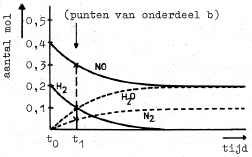 (punten van onderdeel b)
aantal mol
0,5
0,4
0,3
0,2
0,1
NO
H₂
H₂O
N₂
t₀
t₁
tijd